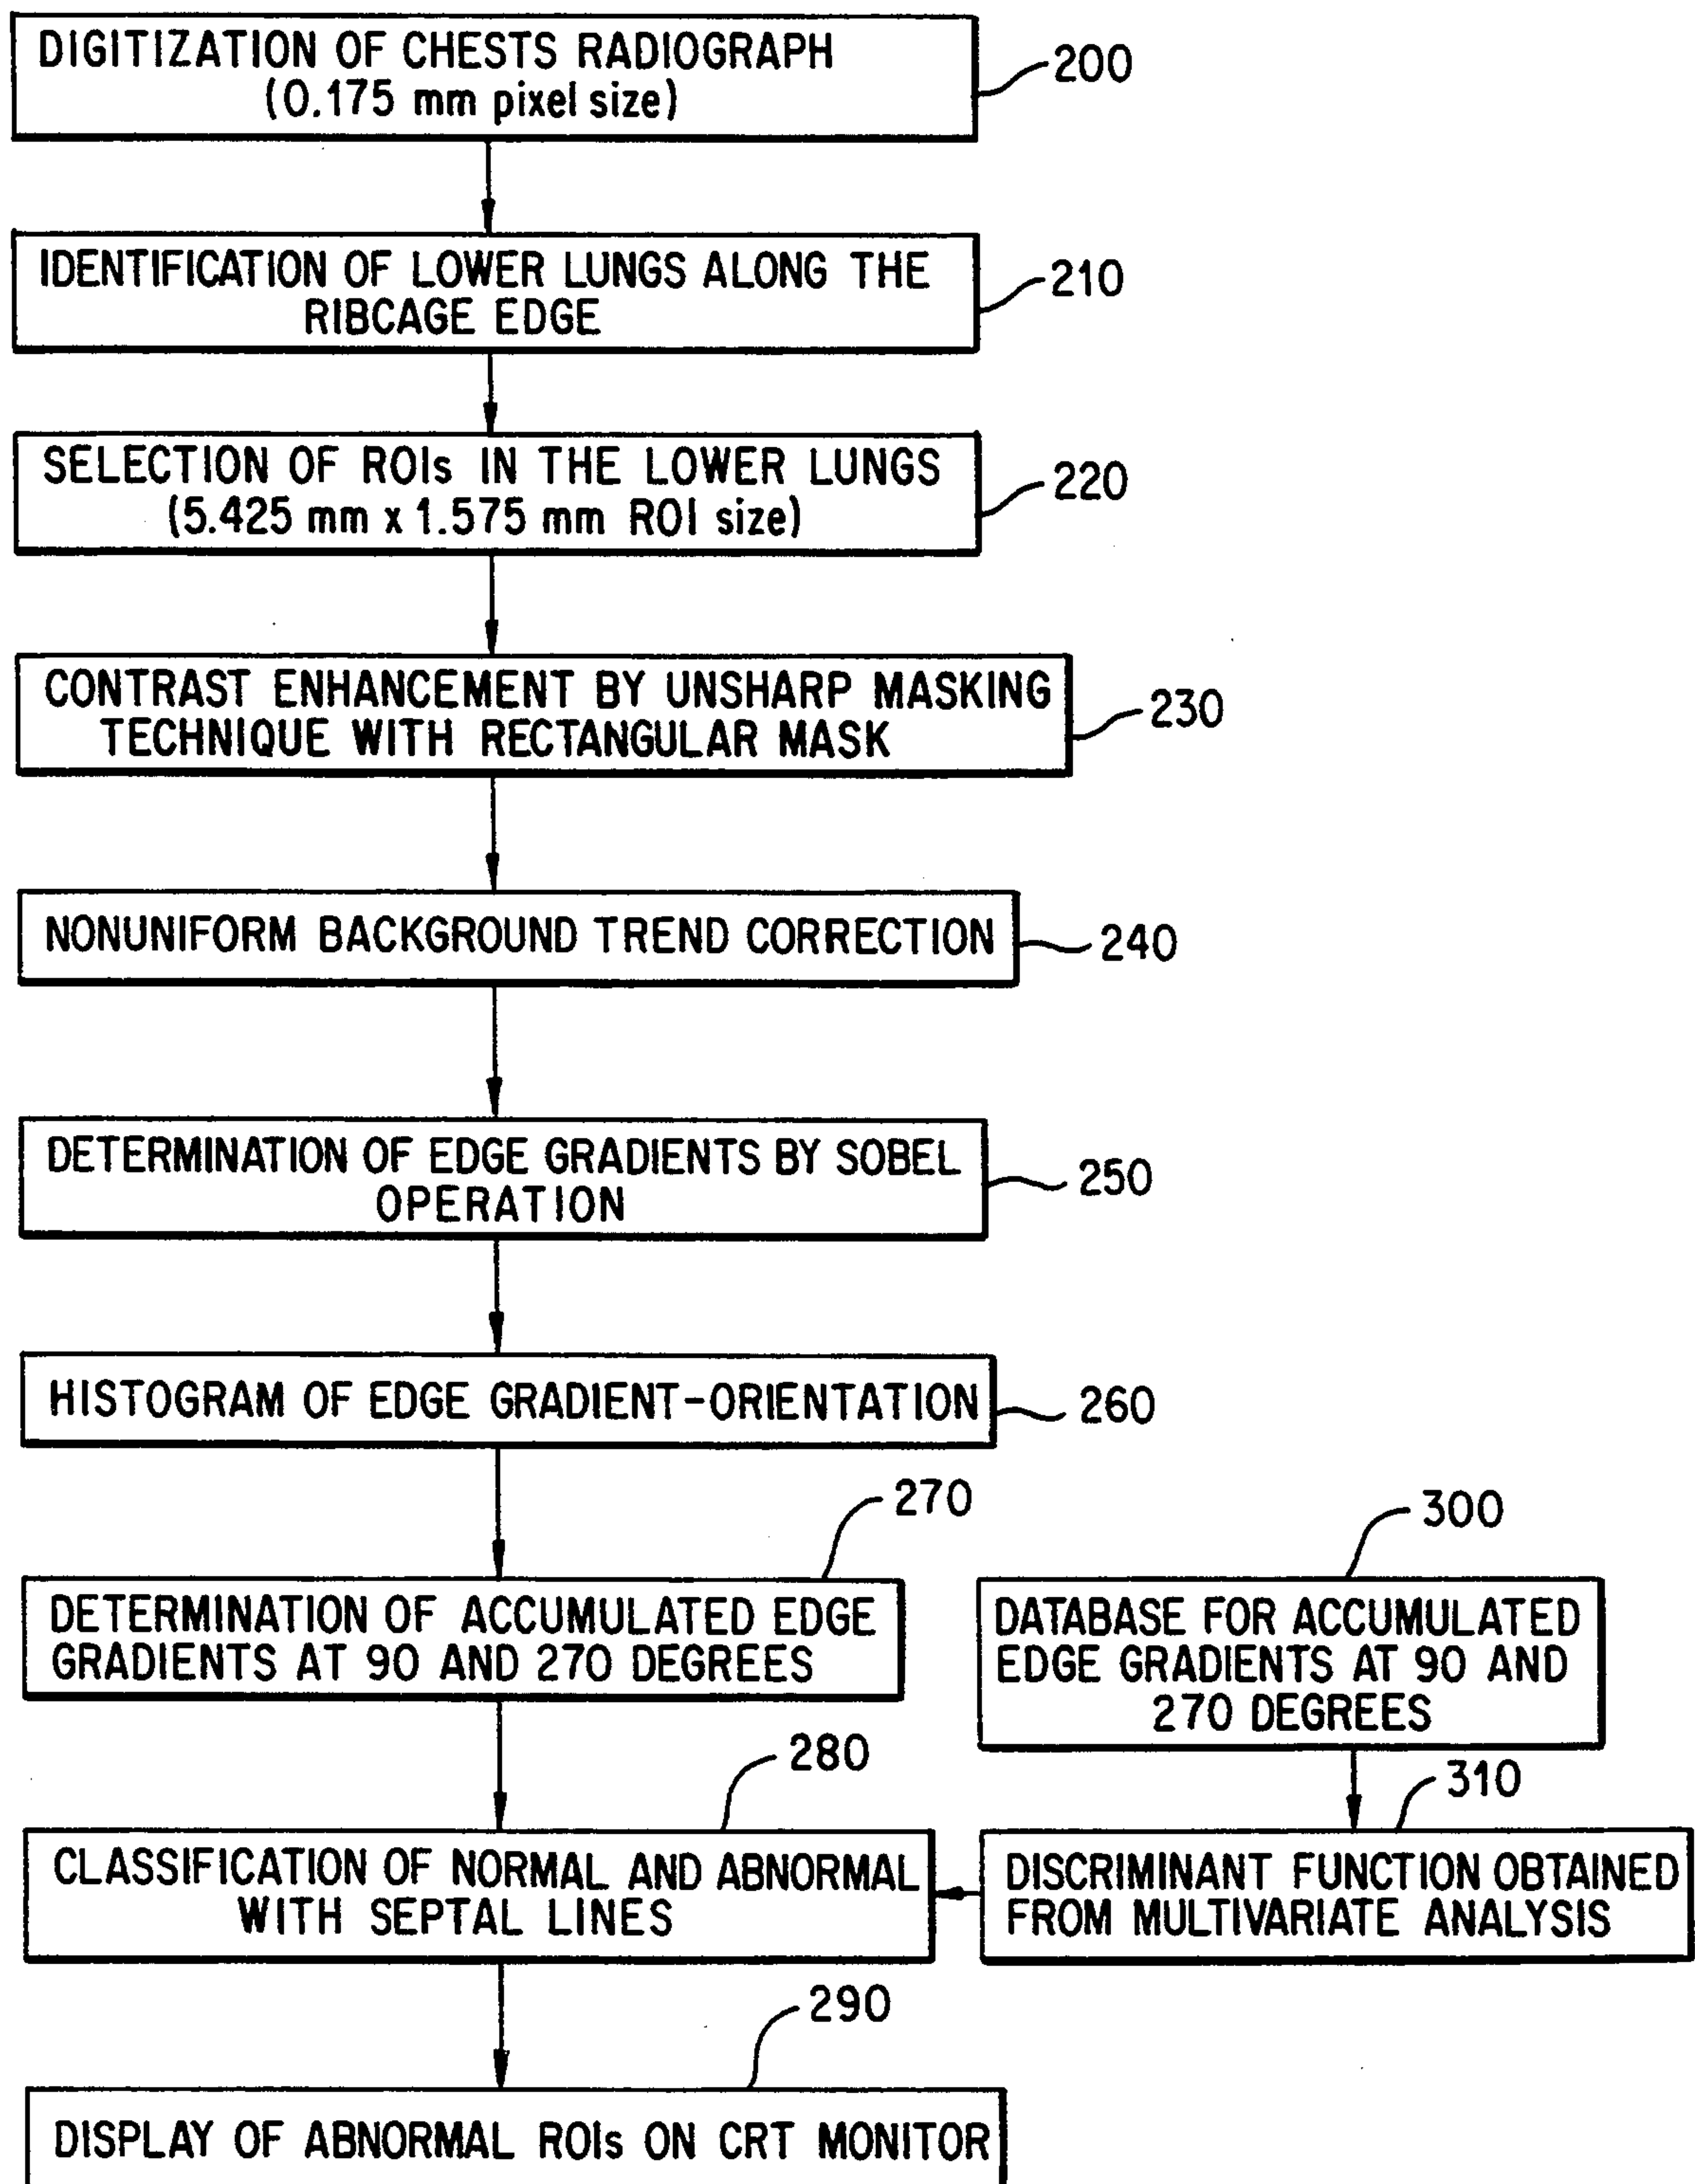 DIGITIZATION OF CHESTS RADIOGRAPH
(0.175 mm pixel size)
200
IDENTIFICATION OF LOWER LUNGS ALONG THE
RIBCAGE EDGE
210
SELECTION OF ROIs IN THE LOWER LUNGS
(5.425 mm x 1.575 mm ROI size)
220
CONTRAST ENHANCEMENT BY UNSHARP MASKING
TECHNIQUE WITH RECTANGULAR MASK
230
NONUNIFORM BACKGROUND TREND CORRECTION
240
DETERMINATION OF EDGE GRADIENTS BY SOBEL
OPERATION
250
HISTOGRAM OF EDGE GRADIENT-ORIENTATION
260
270
DETERMINATION OF ACCUMULATED EDGE
GRADIENTS AT 90 AND 270 DEGREES
300
DATABASE FOR ACCUMULATED
EDGE GRADIENTS AT 90 AND
270 DEGREES
280
CLASSIFICATION OF NORMAL AND ABNORMAL
WITH SEPTAL LINES
310
DISCRIMINANT FUNCTION OBTAINED
FROM MULTIVARIATE ANALYSIS
290
DISPLAY OF ABNORMAL ROIs ON CRT MONITOR